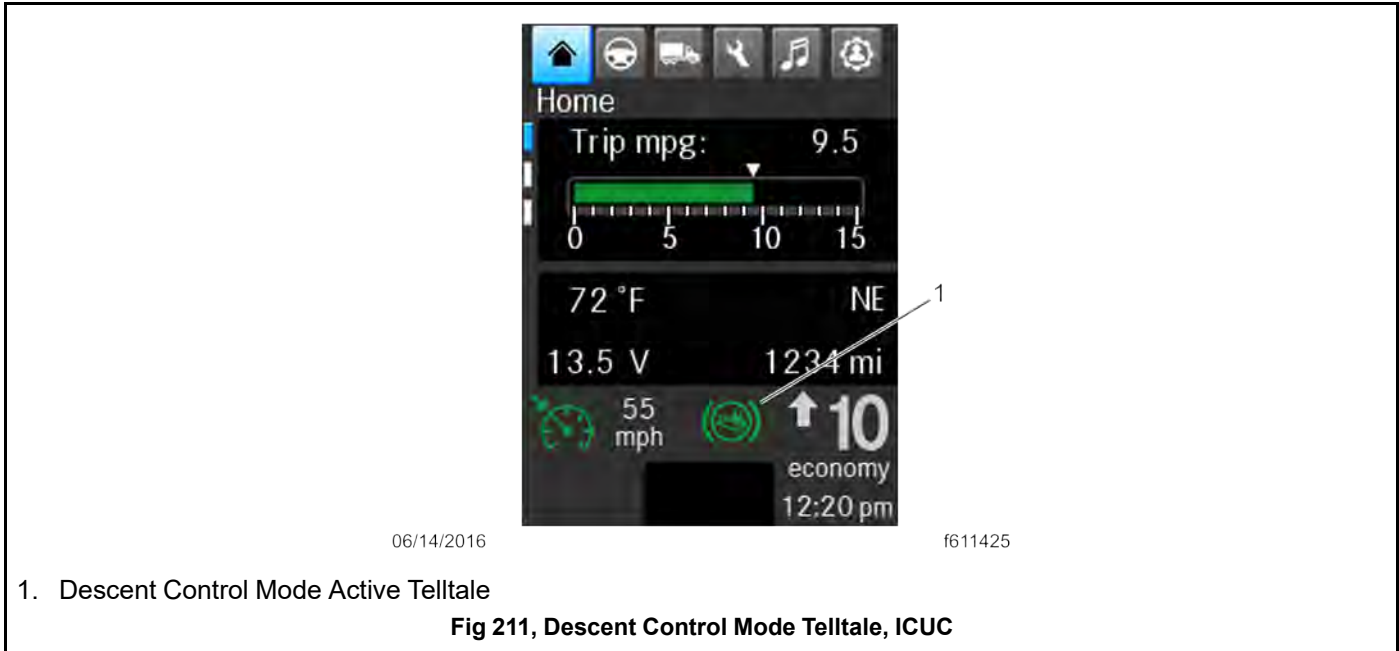 Home
Trip mpg: 9.5
0 5 10 15
72 °F NE
1
13.5 V 1234 mi
55 mph
10
economy
12:20 pm
06/14/2016 f611425
1. Descent Control Mode Active Telltale
Fig 211, Descent Control Mode Telltale, ICUC